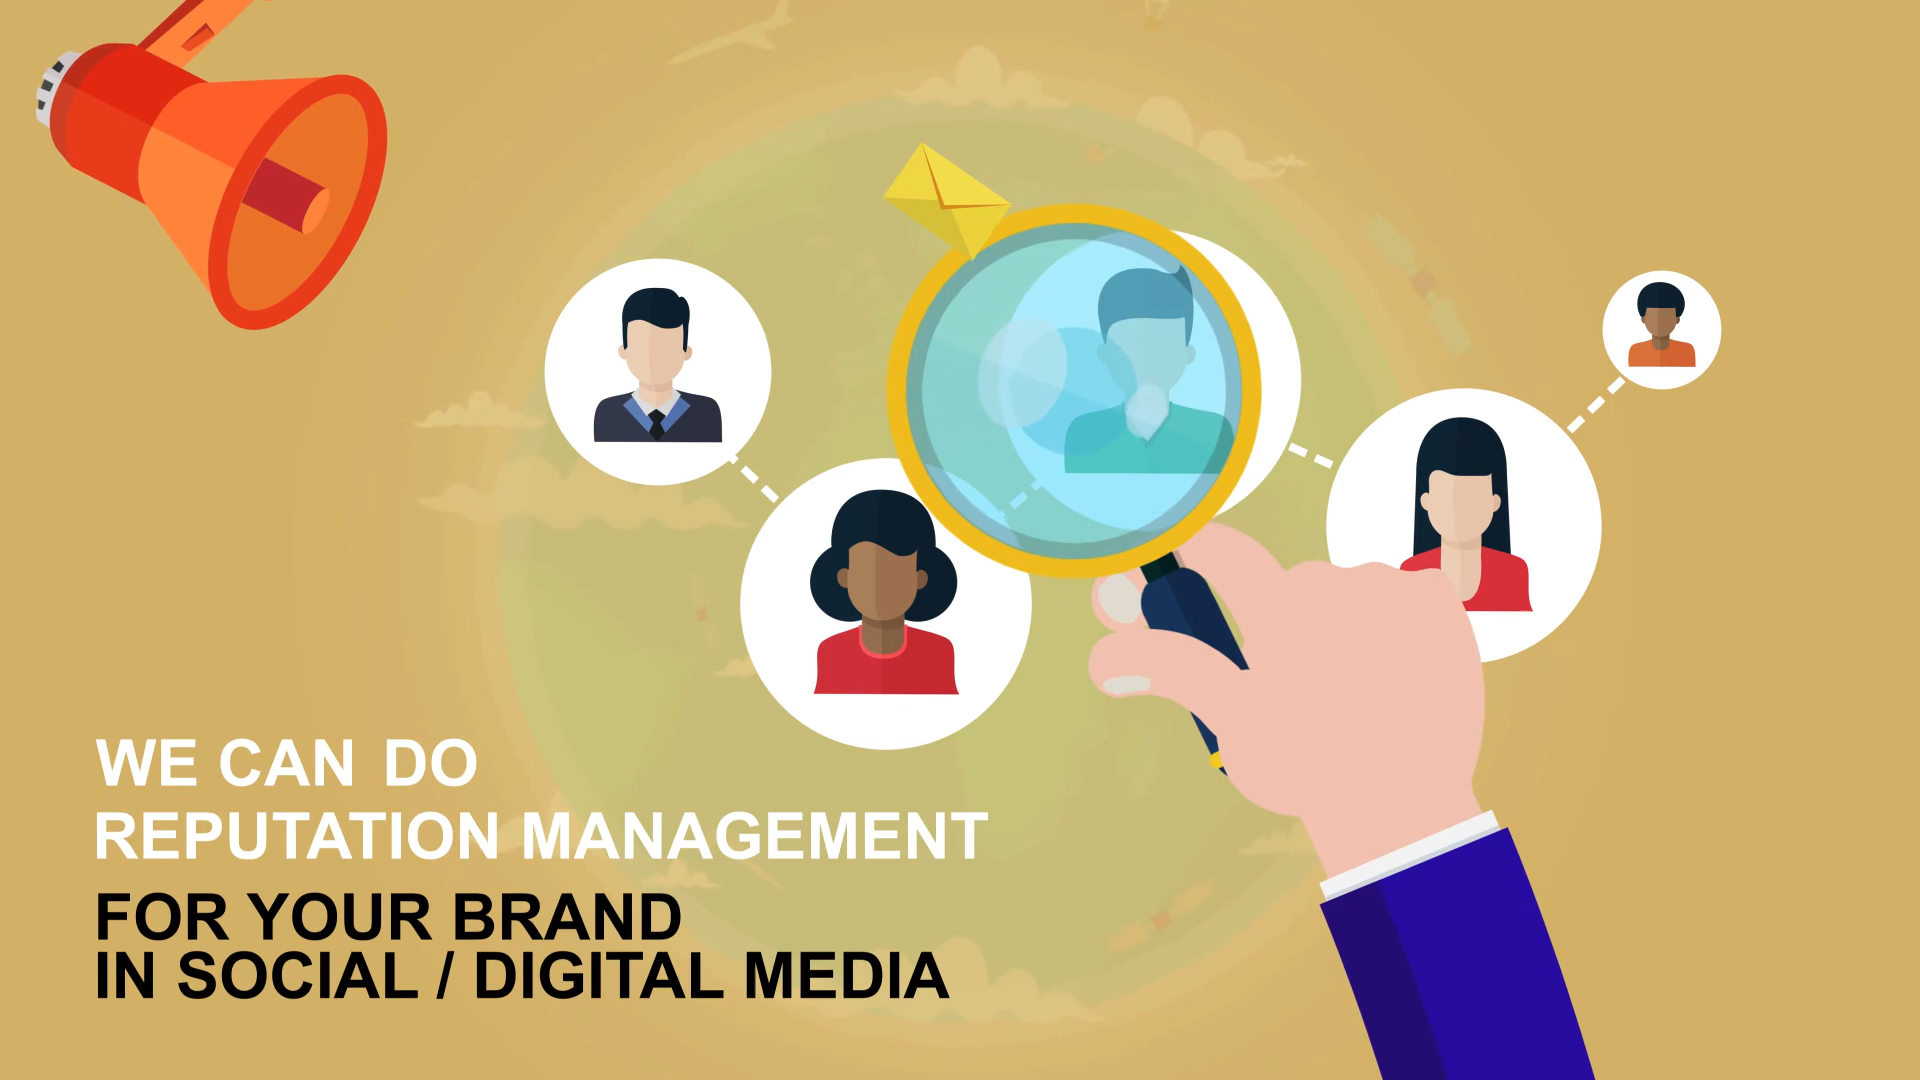 WE CAN DO
REPUTATION MANAGEMENT
FOR YOUR BRAND
IN SOCIAL / DIGITAL MEDIA